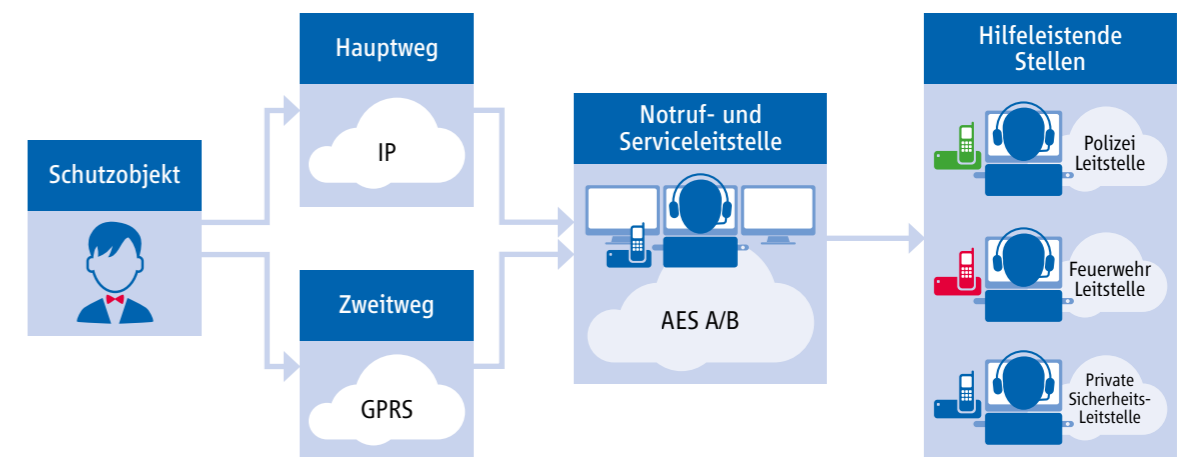 Schutzobjekt
Hauptweg
IP
Zweitweg
GPRS
Notruf- und
Serviceleitstelle
AES A/B
Hilfeleistende
Stellen
Polizei
Leitstelle
Feuerwehr
Leitstelle
Private
Sicherheits-
Leitstelle